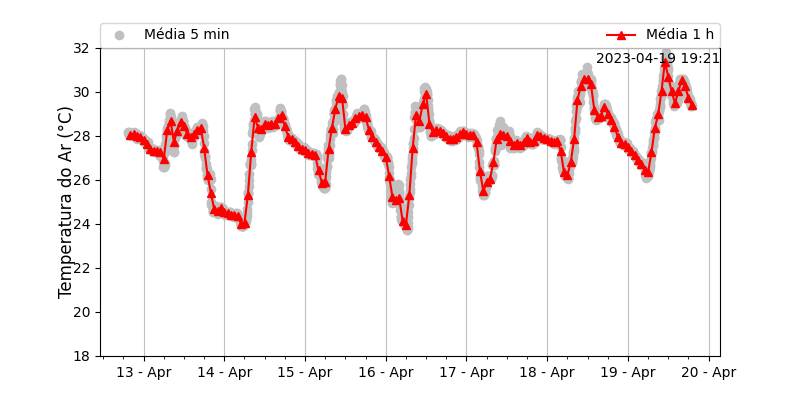 Média 5 min
Média 1 h
2023-04-19 19:21
Temperatura do Ar (°C)
32
30
28
26
24
22
20
18
13 - Apr
14 - Apr
15 - Apr
16 - Apr
17 - Apr
18 - Apr
19 - Apr
20 - Apr